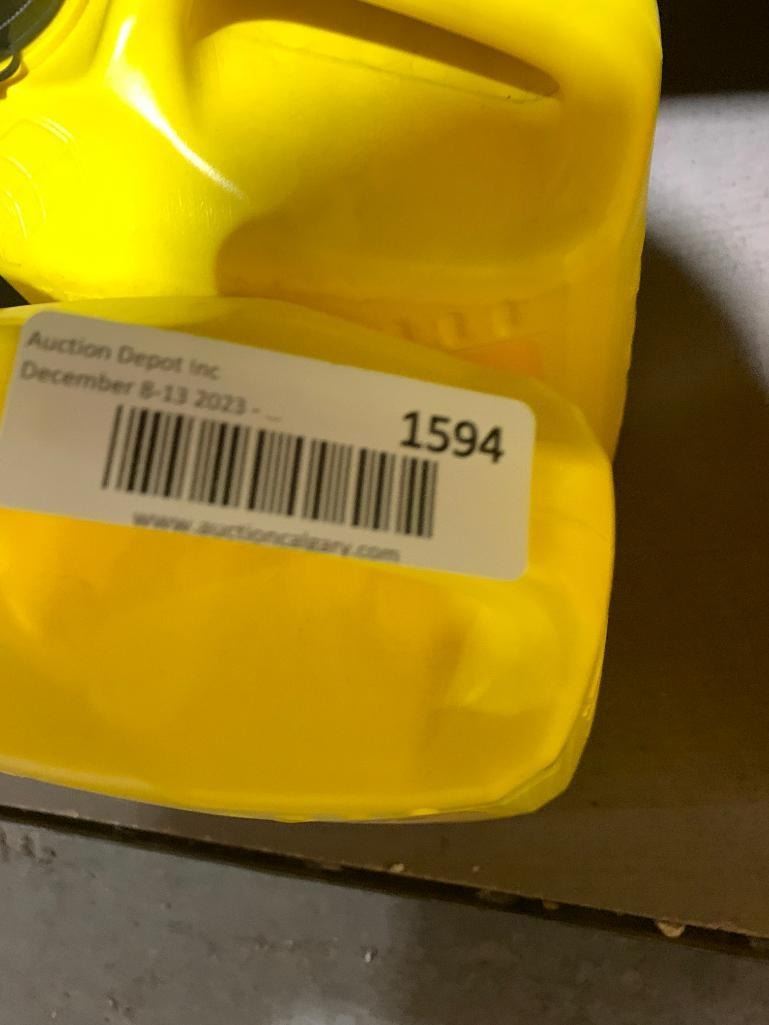 Auction Depot Inc
December 8-13 2023 - ...
1594
www.auctioncalgary.com